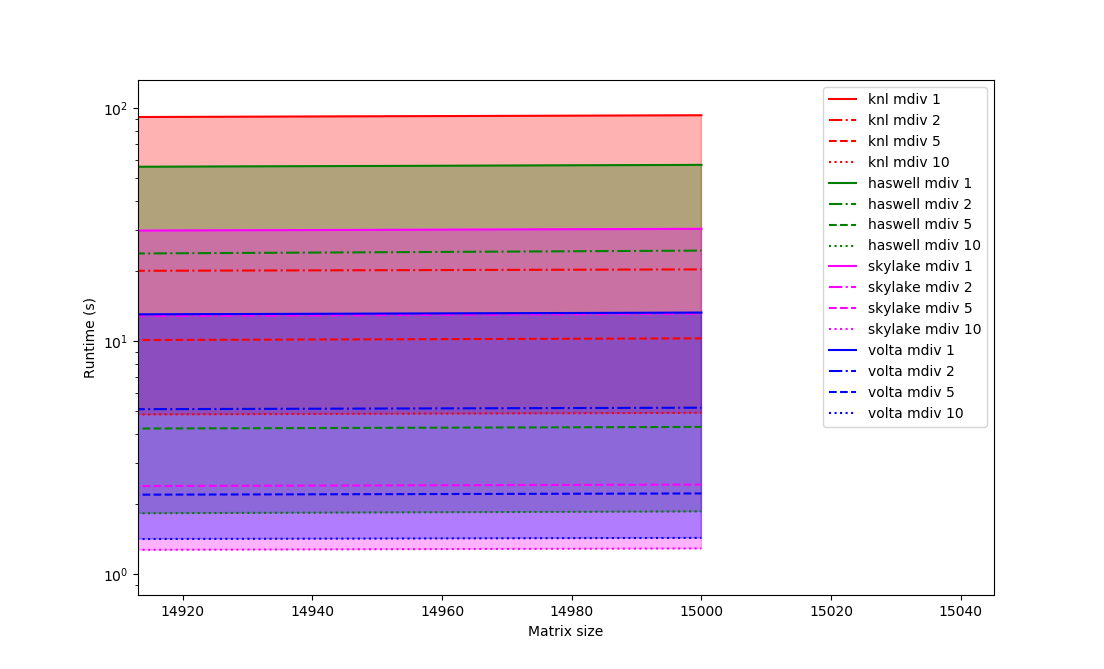 10²
10¹
10⁰
Runtime (s)
14920 14940 14960 14980 15000 15020 15040
Matrix size
knl mdiv 1
knl mdiv 2
knl mdiv 5
knl mdiv 10
haswell mdiv 1
haswell mdiv 2
haswell mdiv 5
haswell mdiv 10
skylake mdiv 1
skylake mdiv 2
skylake mdiv 5
skylake mdiv 10
volta mdiv 1
volta mdiv 2
volta mdiv 5
volta mdiv 10